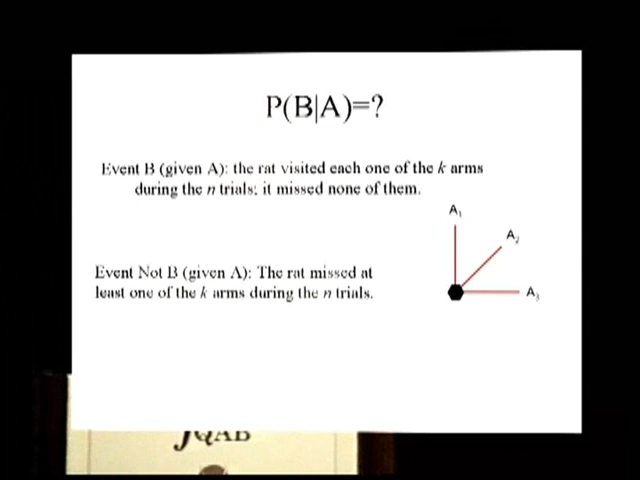 P(B|A)=?
Event B (given A): the rat visited each one of the k arms
during the n trials; it missed none of them.
A₁
A₂
Event Not B (given A): The rat missed at
least one of the k arms during the n trials.
A₃
JQAB